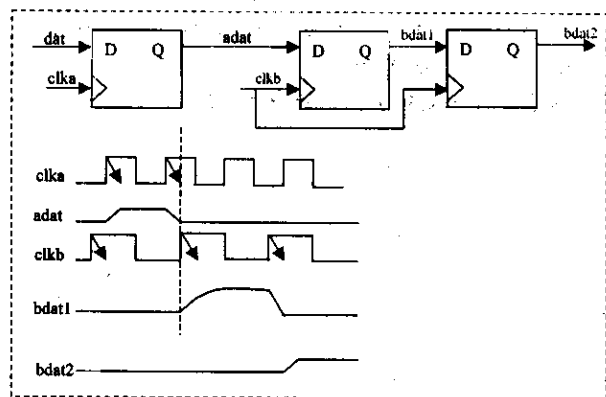 dat D Q adat D Q bdat1 D Q bdat2
clka clkb
clka
adat
clkb
bdat1
bdat2